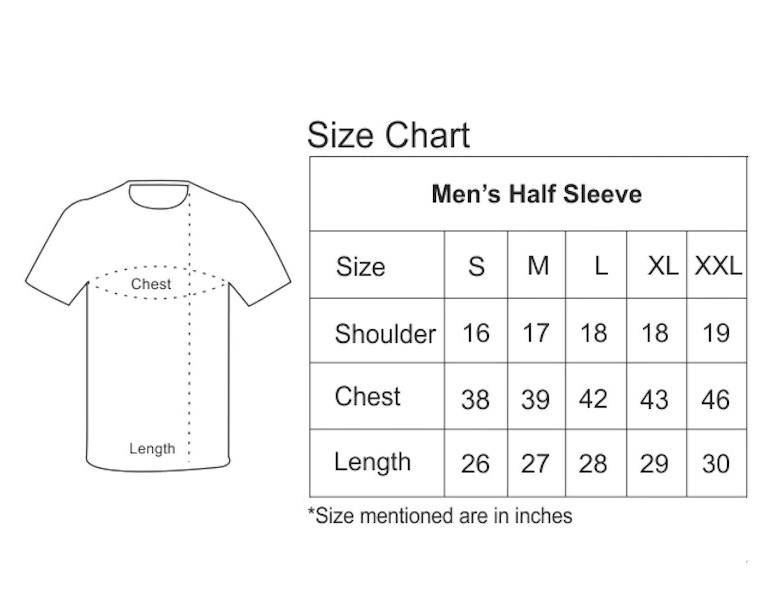 Size Chart
Men's Half Sleeve
Size S M L XL XXL
Shoulder 16 17 18 18 19
Chest 38 39 42 43 46
Length 26 27 28 29 30
*Size mentioned are in inches
Chest
Length